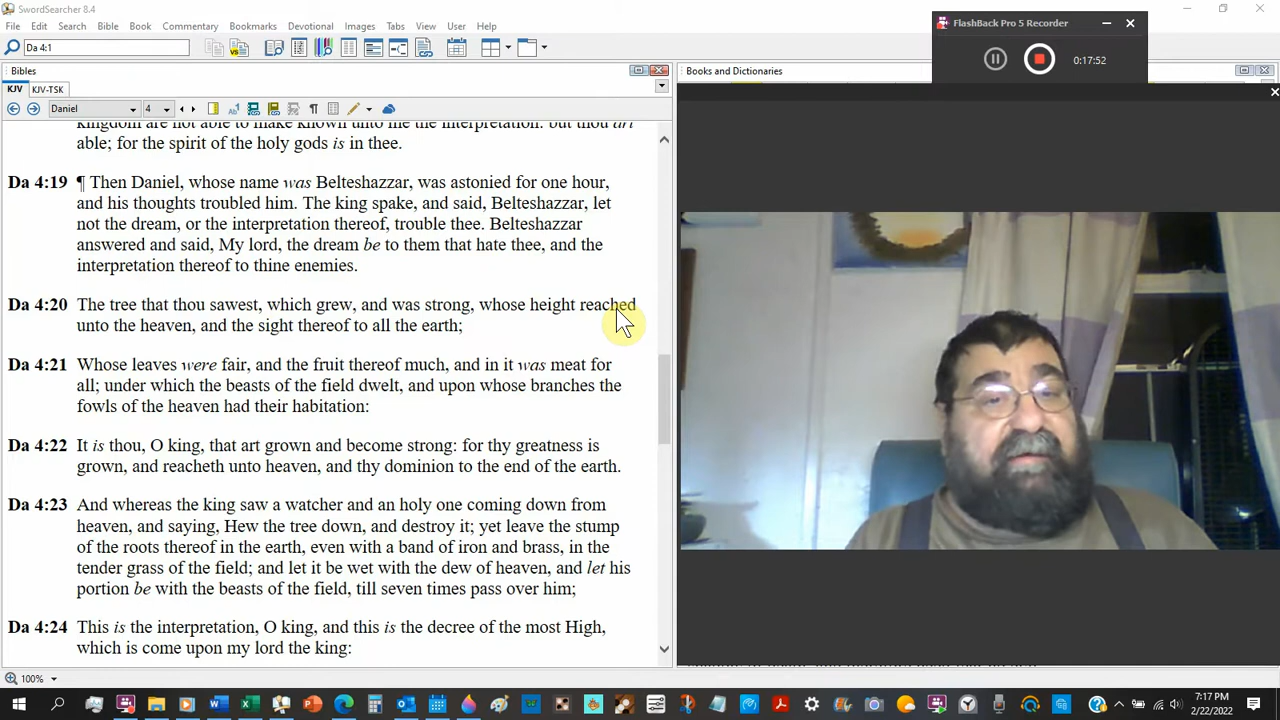 SwordSearcher 8.4
File Edit Search Bible Book Commentary Bookmarks Devotional Images Tabs View User Help
FlashBack Pro 5 Recorder
0:17:52
Da 4:1
VS
Bibles
Books and Dictionaries
KJV KJV-TSK
Daniel 4
kingdom are not able to make known unto me the interpretation: but thou art
able; for the spirit of the holy gods is in thee.
Da 4:19 ¶ Then Daniel, whose name was Belteshazzar, was astonied for one hour,
and his thoughts troubled him. The king spake, and said, Belteshazzar, let
not the dream, or the interpretation thereof, trouble thee. Belteshazzar
answered and said, My lord, the dream be to them that hate thee, and the
interpretation thereof to thine enemies.
Da 4:20 The tree that thou sawest, which grew, and was strong, whose height reached
unto the heaven, and the sight thereof to all the earth;
Da 4:21 Whose leaves were fair, and the fruit thereof much, and in it was meat for
all; under which the beasts of the field dwelt, and upon whose branches the
fowls of the heaven had their habitation:
Da 4:22 It is thou, O king, that art grown and become strong: for thy greatness is
grown, and reacheth unto heaven, and thy dominion to the end of the earth.
Da 4:23 And whereas the king saw a watcher and an holy one coming down from
heaven, and saying, Hew the tree down, and destroy it; yet leave the stump
of the roots thereof in the earth, even with a band of iron and brass, in the
tender grass of the field; and let it be wet with the dew of heaven, and let his
portion be with the beasts of the field, till seven times pass over him;
Da 4:24 This is the interpretation, O king, and this is the decree of the most High,
which is come upon my lord the king:
100%
7:17 PM
2/22/2022